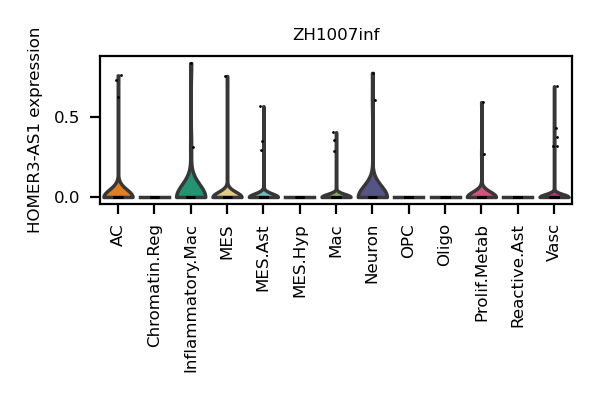 ZH1007inf
HOMER3-AS1 expression
0.5
0.0
AC
Chromatin.Reg
Inflammatory.Mac
MES
MES.Ast
MES.Hyp
Mac
Neuron
OPC
Oligo
Prolif.Metab
Reactive.Ast
Vasc